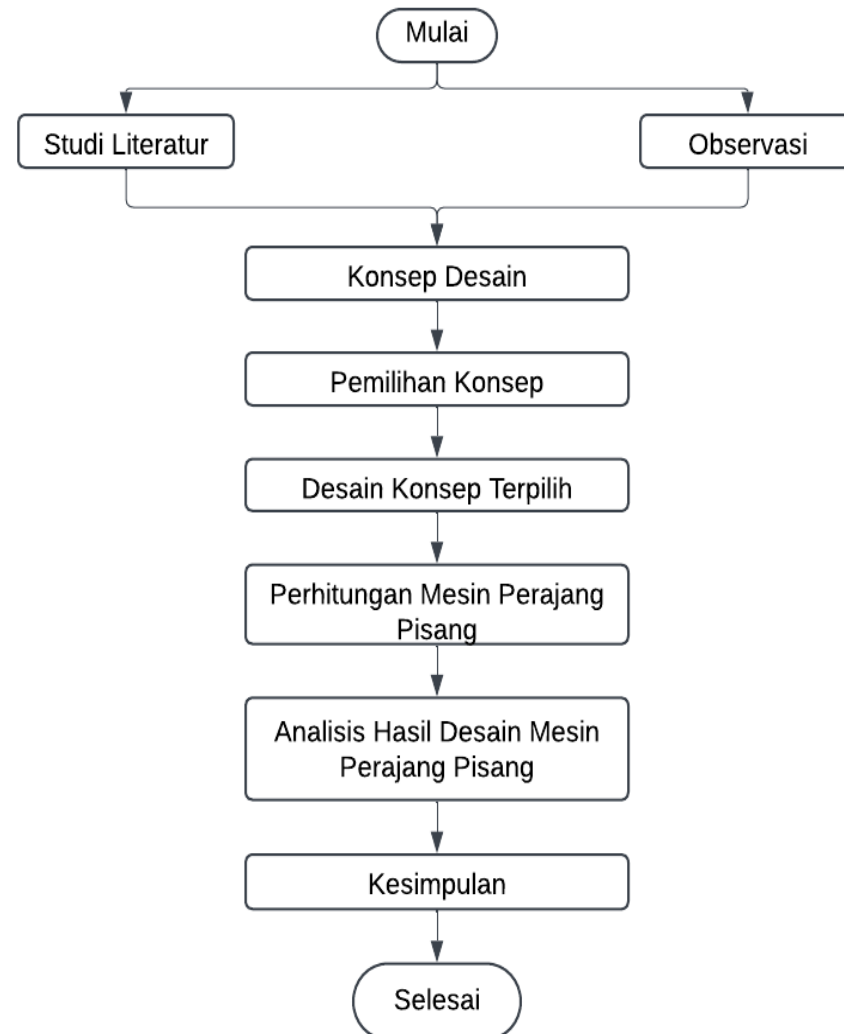 Mulai
Studi Literatur
Observasi
Konsep Desain
Pemilihan Konsep
Desain Konsep Terpilih
Perhitungan Mesin Perajang
Pisang
Analisis Hasil Desain Mesin
Perajang Pisang
Kesimpulan
Selesai